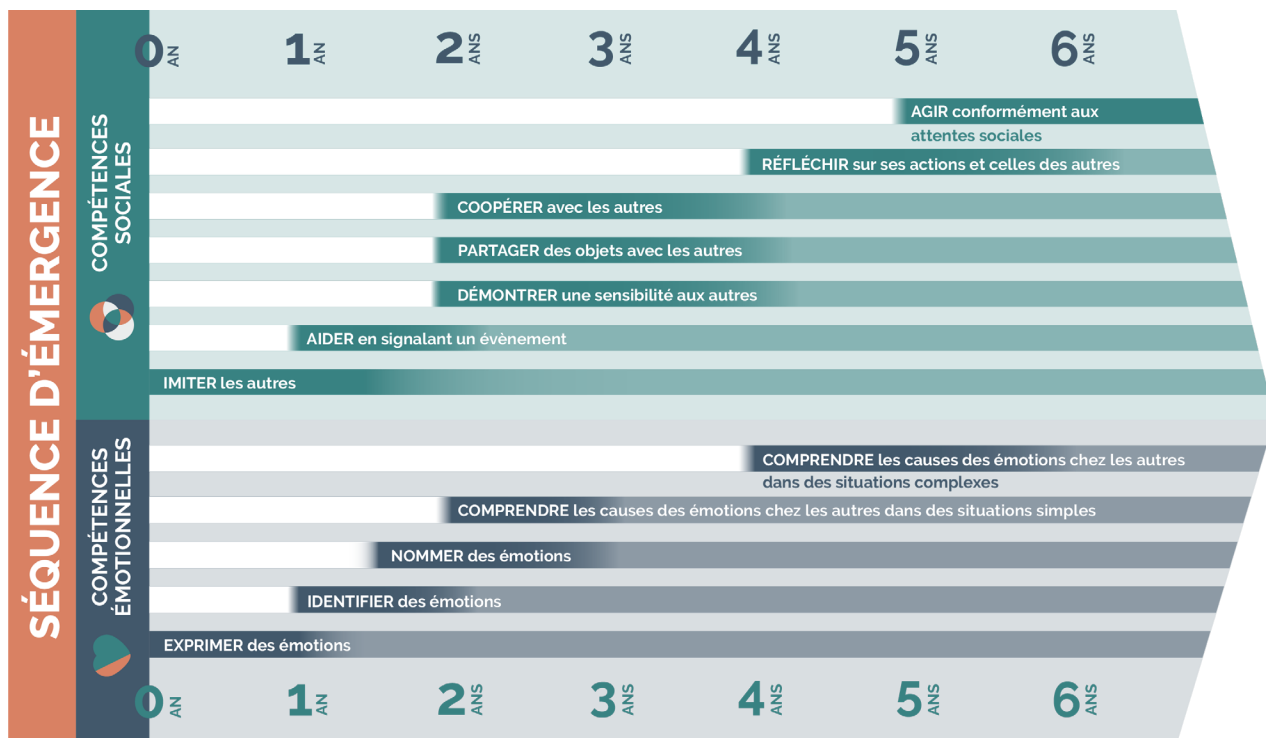 SÉQUENCE D'ÉMERGENCE
COMPÉTENCES
SOCIALES
0 AN 1 AN 2 ANS 3 ANS 4 ANS 5 ANS 6 ANS
AGIR conformément aux
attentes sociales
RÉFLÉCHIR sur ses actions et celles des autres
COOPÉRER avec les autres
PARTAGER des objets avec les autres
DÉMONTRER une sensibilité aux autres
AIDER en signalant un évènement
IMITER les autres
COMPÉTENCES
ÉMOTIONNELLES
COMPRENDRE les causes des émotions chez les autres
dans des situations complexes
COMPRENDRE les causes des émotions chez les autres dans des situations simples
NOMMER des émotions
IDENTIFIER des émotions
EXPRIMER des émotions
0 AN 1 AN 2 ANS 3 ANS 4 ANS 5 ANS 6 ANS